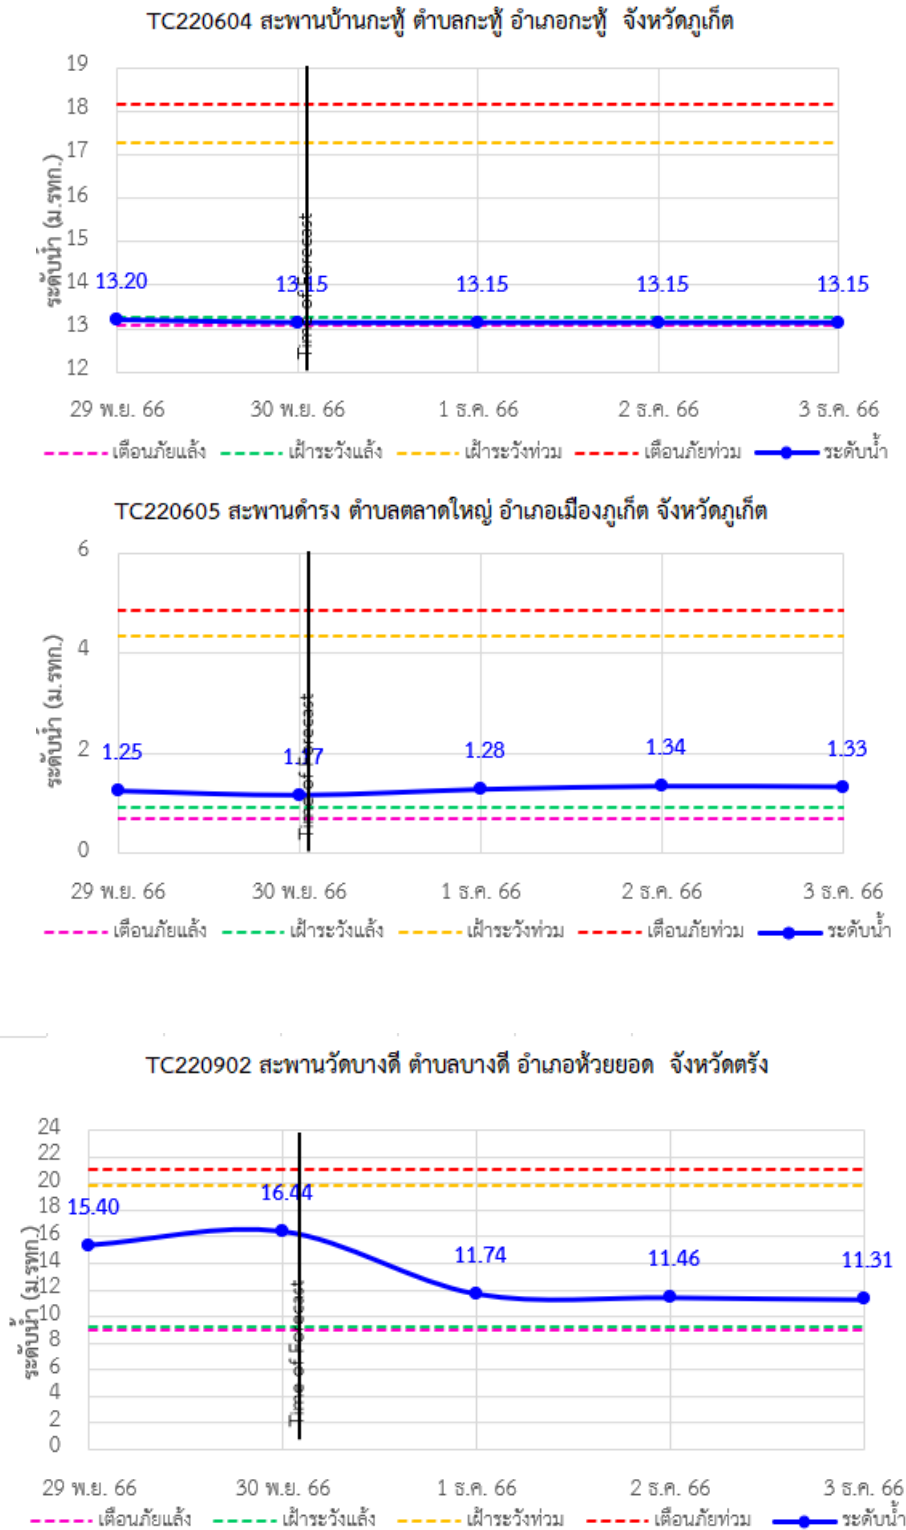 TC220604 สะพานบ้านกะทู้ ตำบลกะทู้ อำเภอกะทู้ จังหวัดภูเก็ต
19
18
17
16
15
14
13
12
ระดับน้ำ (ม.รทก.)
13.20 13.15 13.15 13.15 13.15
Time of Forecast
29 พ.ย. 66 30 พ.ย. 66 1 ธ.ค. 66 2 ธ.ค. 66 3 ธ.ค. 66
เตือนภัยแล้ง เฝ้าระวังแล้ง เฝ้าระวังท่วม เตือนภัยท่วม ระดับน้ำ
TC220605 สะพานดำรง ตำบลตลาดใหญ่ อำเภอเมืองภูเก็ต จังหวัดภูเก็ต
6
4
2
0
ระดับน้ำ (ม.รทก.)
1.25 1.17 1.28 1.34 1.33
Time of Forecast
29 พ.ย. 66 30 พ.ย. 66 1 ธ.ค. 66 2 ธ.ค. 66 3 ธ.ค. 66
เตือนภัยแล้ง เฝ้าระวังแล้ง เฝ้าระวังท่วม เตือนภัยท่วม ระดับน้ำ
TC220902 สะพานวัดบางดี ตำบลบางดี อำเภอห้วยยอด จังหวัดตรัง
24
22
20
18
16
14
12
10
8
6
4
2
0
ระดับน้ำ (ม.รทก.)
15.40 16.44 11.74 11.46 11.31
Time of Forecast
29 พ.ย. 66 30 พ.ย. 66 1 ธ.ค. 66 2 ธ.ค. 66 3 ธ.ค. 66
เตือนภัยแล้ง เฝ้าระวังแล้ง เฝ้าระวังท่วม เตือนภัยท่วม ระดับน้ำ